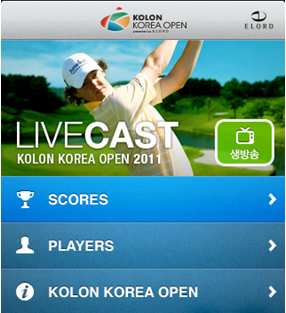 KOLON
KOREA OPEN
presented by ELORD
ELORD
LIVECAST
KOLON KOREA OPEN 2011
생방송
SCORES
PLAYERS
KOLON KOREA OPEN